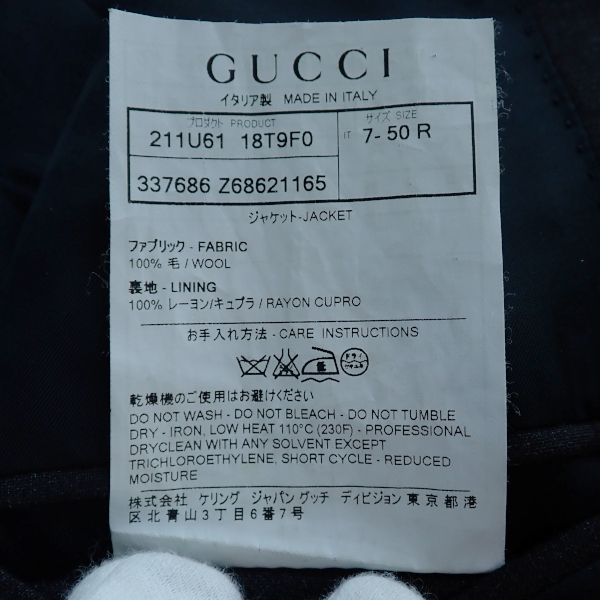 GUCCI
イタリア製 MADE IN ITALY
プロダクト PRODUCT
サイズ SIZE
211U61 18T9F0
IT 7- 50 R
337686 Z68621165
ジャケット-JACKET
ファブリック - FABRIC
100% 毛 / WOOL
裏地 - LINING
100% レーヨン/キュプラ / RAYON CUPRO
お手入れ方法 - CARE INSTRUCTIONS
ドライ
乾燥機のご使用はお避けください
DO NOT WASH - DO NOT BLEACH - DO NOT TUMBLE
DRY - IRON, LOW HEAT 110°C (230F) - PROFESSIONAL
DRYCLEAN WITH ANY SOLVENT EXCEPT
TRICHLOROETHYLENE, SHORT CYCLE - REDUCED
MOISTURE
株式会社 ケリング ジャパン グッチ ディビジョン 東京都港
区北青山3丁目6番7号